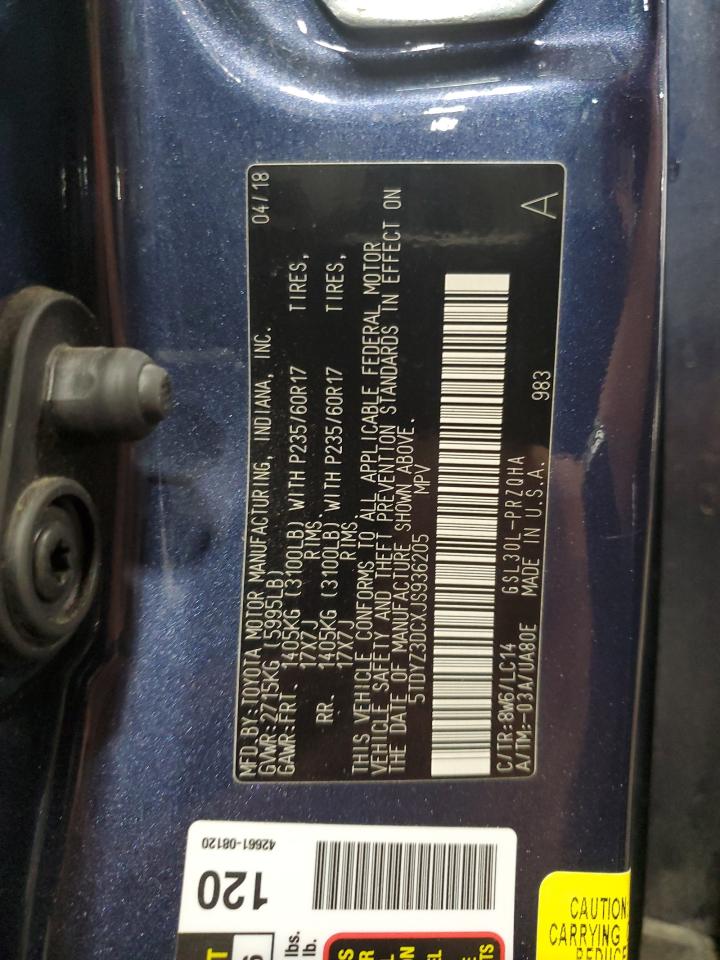 MFD.BY:TOYOTA MOTOR MANUFACTURING, INDIANA, INC. 04/18
GVWR:2715KG (5995LB)
GAWR:FRT. 1405KG (3100LB) WITH P235/60R17 TIRES,
17X7J RIMS.
RR. 1405KG (3100LB) WITH P235/60R17 TIRES,
17X7J RIMS.
THIS VEHICLE CONFORMS TO ALL APPLICABLE FEDERAL MOTOR
VEHICLE SAFETY AND THEFT PREVENTION STANDARDS IN EFFECT ON
THE DATE OF MANUFACTURE SHOWN ABOVE.
5TDYZ3DCXJS936205 MPV
C/TR:8W6/LC14 GSL30L-PRZQHA 983
A/TM:-03A/UA80E MADE IN U.S.A.
A
42661-08120
120
lbs.
lb.
CAUTION
CARRYING
REDUCE